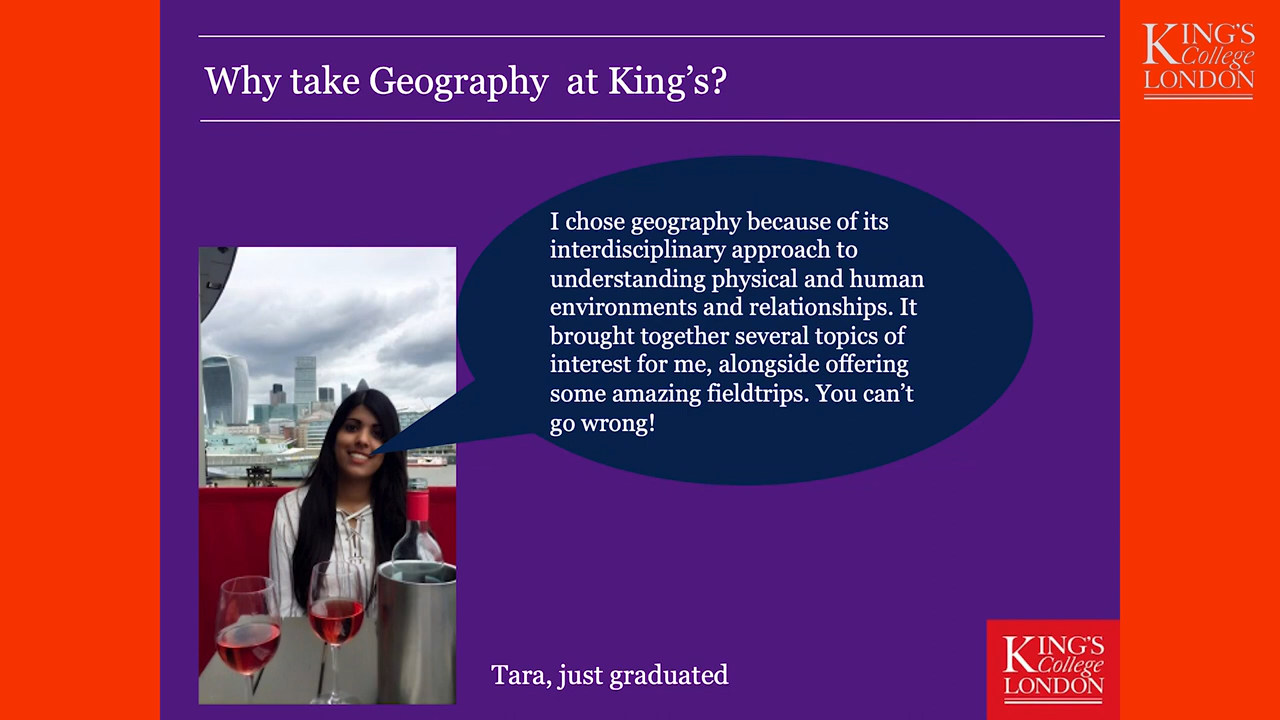 Why take Geography  at King's?
KING'S
College
LONDON
I chose geography because of its
interdisciplinary approach to
understanding physical and human
environments and relationships. It
brought together several topics of
interest for me, alongside offering
some amazing fieldtrips. You can't
go wrong!
Tara, just graduated
KING'S
College
LONDON